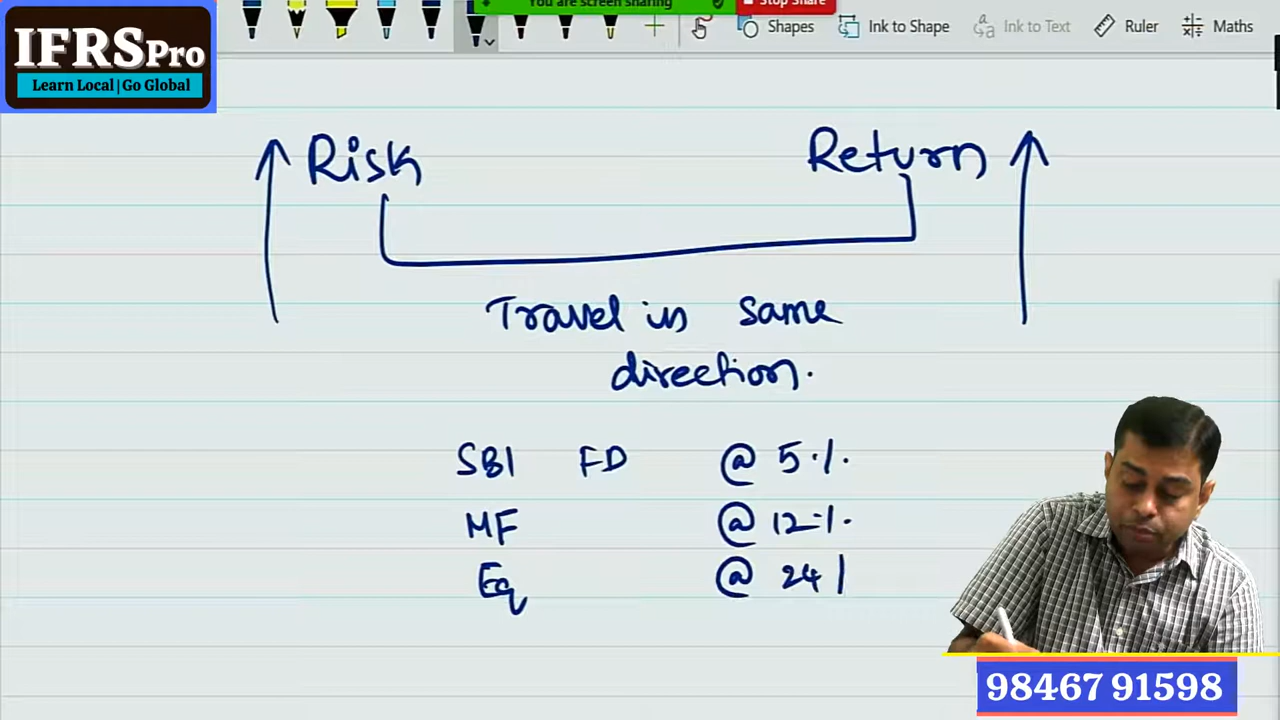 You are screen sharing
Stop Share
IFRSPro
Learn Local|Go Global
Shapes
Ink to Shape
Ink to Text
Ruler
Maths
Risk Return
Travel in same
direction.
SBI FD @ 5%
MF @ 12%
Eq @ 24%
98467 91598